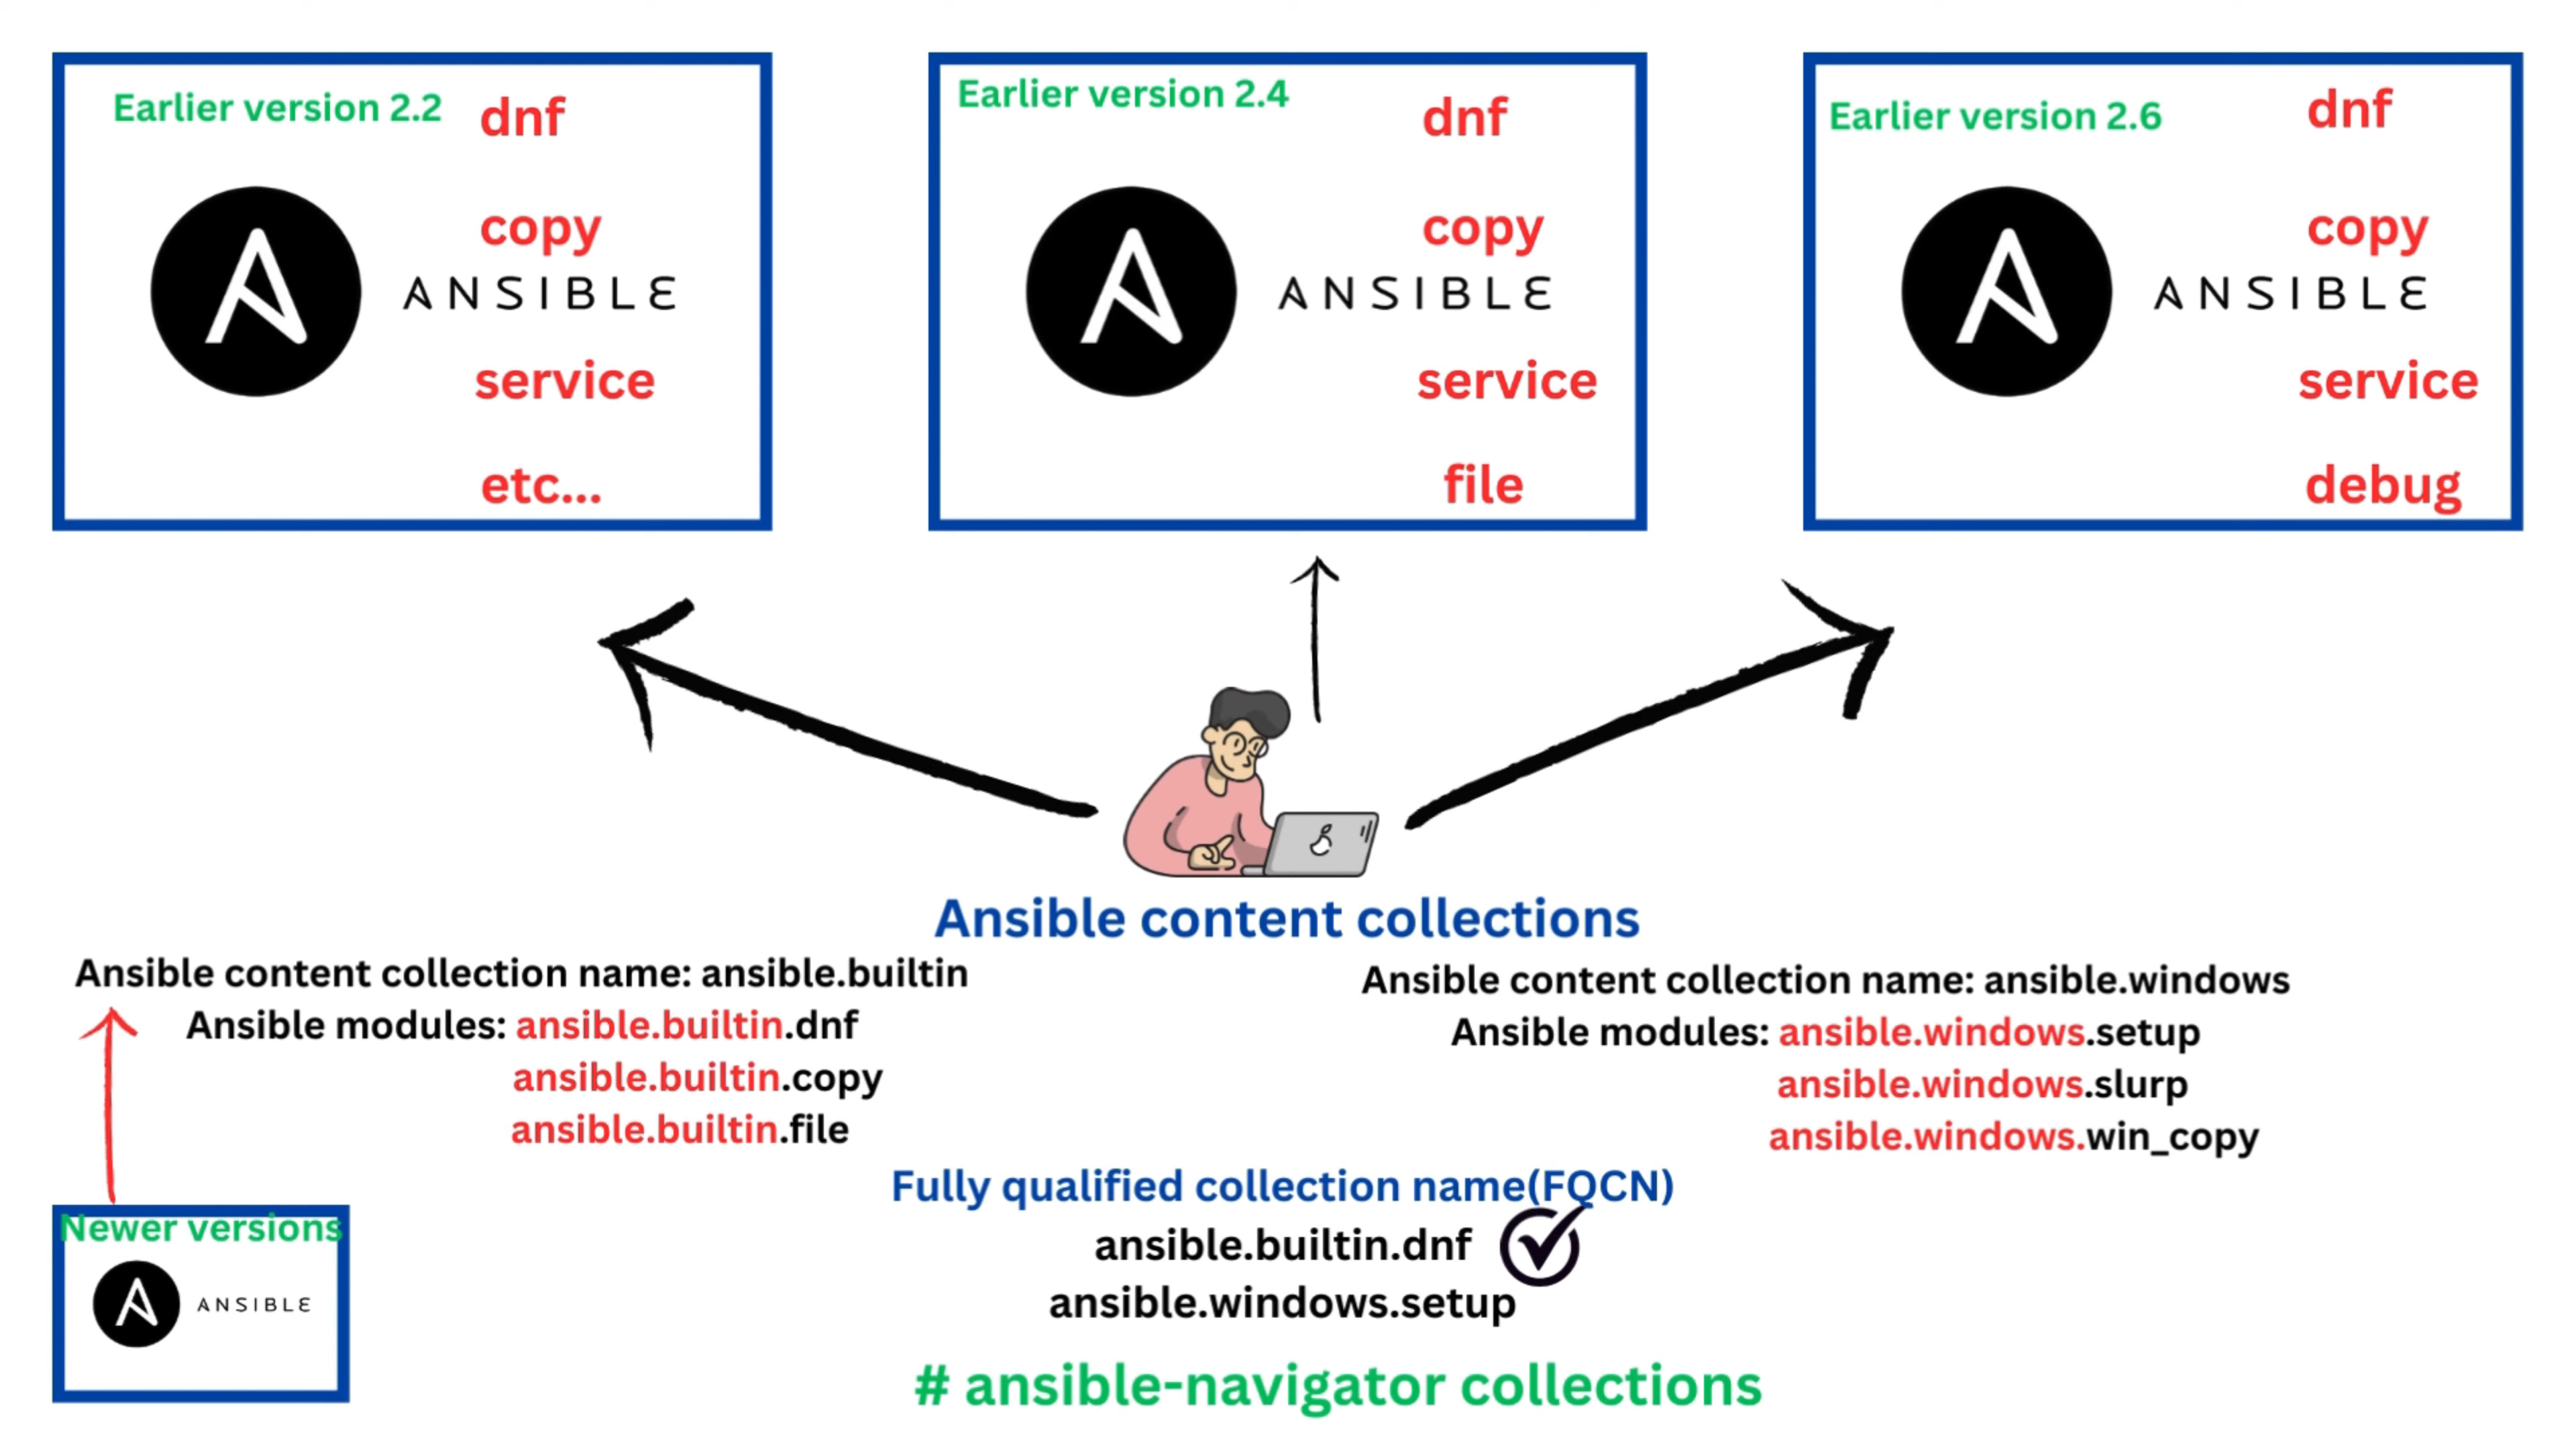 Earlier version 2.2
dnf
copy
ANSIBLE
service
etc...
Earlier version 2.4
dnf
copy
ANSIBLE
service
file
Earlier version 2.6
dnf
copy
ANSIBLE
service
debug
Ansible content collections
Ansible content collection name: ansible.builtin
Ansible modules: ansible.builtin.dnf
ansible.builtin.copy
ansible.builtin.file
Ansible content collection name: ansible.windows
Ansible modules: ansible.windows.setup
ansible.windows.slurp
ansible.windows.win_copy
Newer versions
ANSIBLE
Fully qualified collection name(FQCN)
ansible.builtin.dnf
ansible.windows.setup
# ansible-navigator collections